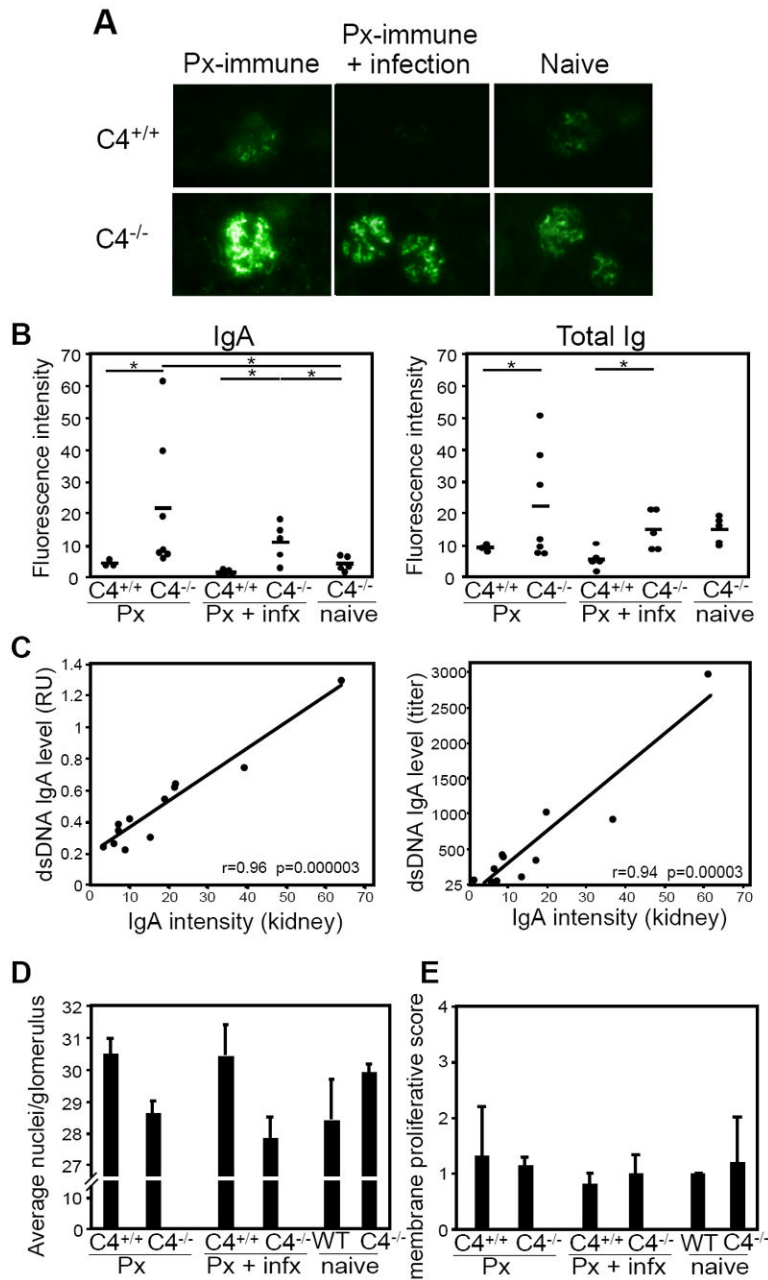 A
Px-immune
Px-immune
+ infection
Naive
C4+/+
C4-/-
B
IgA
Fluorescence intensity
70
60
50
40
30
20
10
0
*
*
*
*
C4+/+ C4-/- C4+/+ C4-/- C4-/-
Px Px + infx naive
Total Ig
Fluorescence intensity
70
60
50
40
30
20
10
0
*
*
C4+/+ C4-/- C4+/+ C4-/- C4-/-
Px Px + infx naive
C
dsDNA IgA level (RU)
1.4
1.2
1
0.8
0.6
0.4
0.2
0
r=0.96 p=0.000003
0 10 20 30 40 50 60 70
IgA intensity (kidney)
dsDNA IgA level (titer)
3000
2500
1500
1000
500
25
r=0.94 p=0.00003
0 10 20 30 40 50 60 70
IgA intensity (kidney)
D
Average nuclei/glomerulus
32
31
30
29
28
27
10
0
C4+/+ C4-/- C4+/+ C4-/- WT C4-/-
Px Px + infx naive
E
membrane proliferative score
4
3
2
1
0
C4+/+ C4-/- C4+/+ C4-/- WT C4-/-
Px Px + infx naive